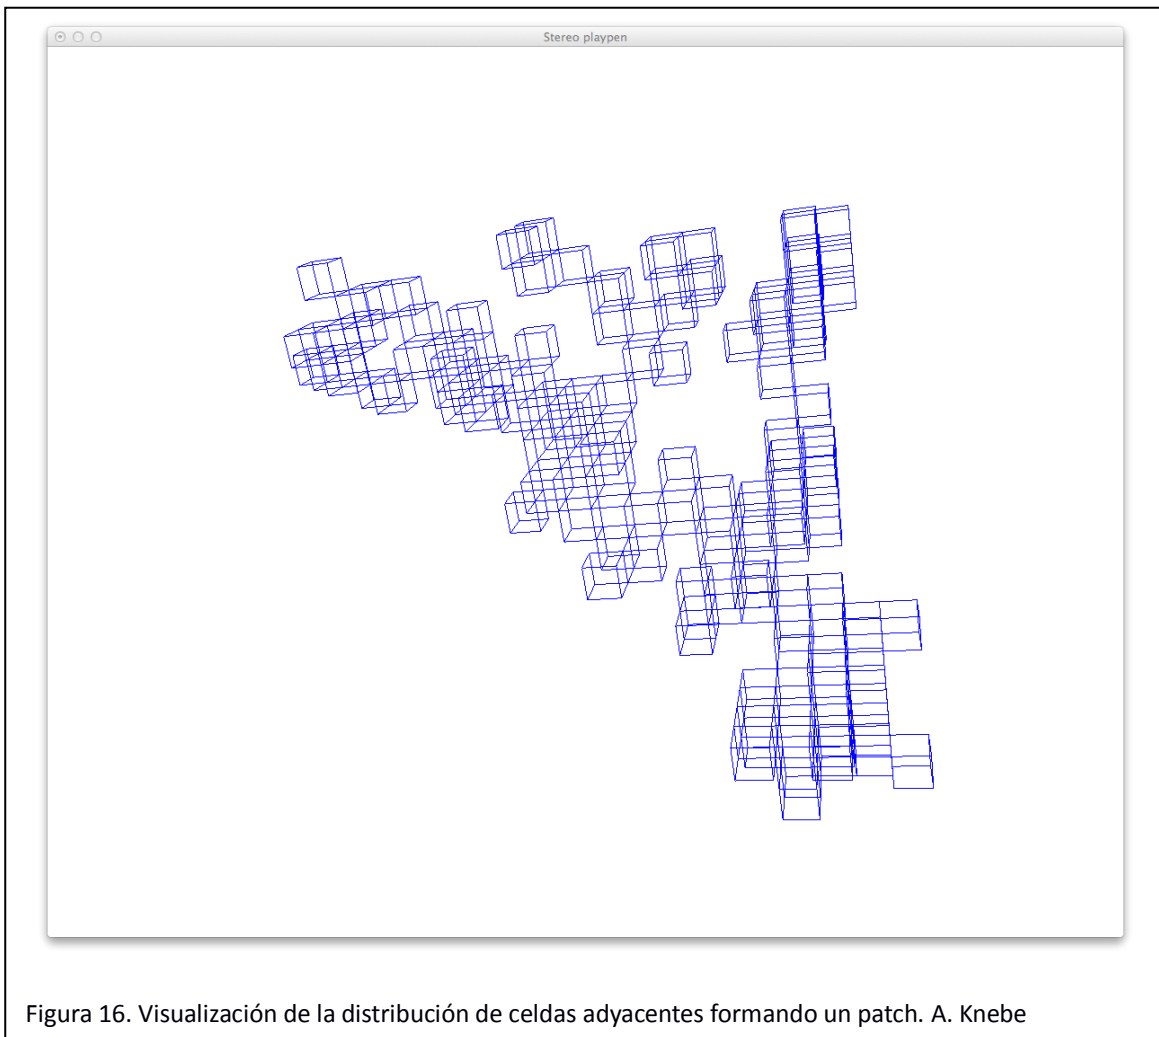 Stereo playpen
Figura 16. Visualización de la distribución de celdas adyacentes formando un patch. A. Knebe